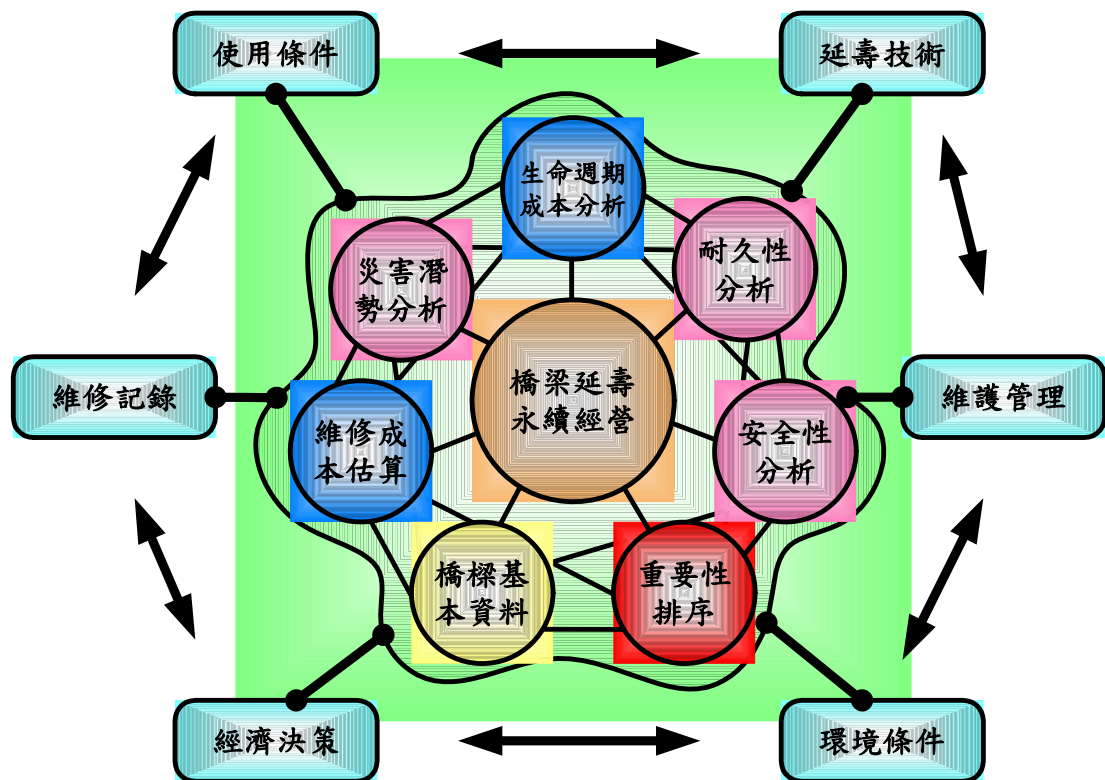 使用條件
延壽技術
生命週期
成本分析
災害潛
勢分析
耐久性
分析
橋梁延壽
永續經營
維修記錄
維護管理
維修成
本估算
安全性
分析
橋樑基
本資料
重要性
排序
經濟決策
環境條件